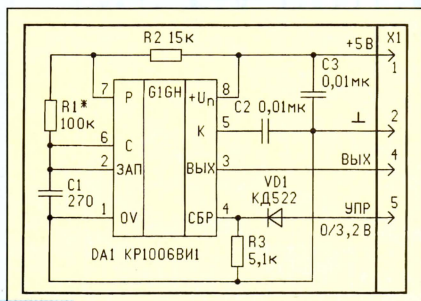 R2 15к
X1
+5В
1
7
P
G1GH
+Uп
8
C3
0,01мк
R1*
100к
C2 0,01мк
6
C
K
5
⊥
2
2
ЗАП
ВЫХ
3
ВЫХ
4
C1
270
VD1
КД522
УПР
5
1
OV
СБР
4
0/3,2В
R3
5,1к
DA1 КР1006ВИ1